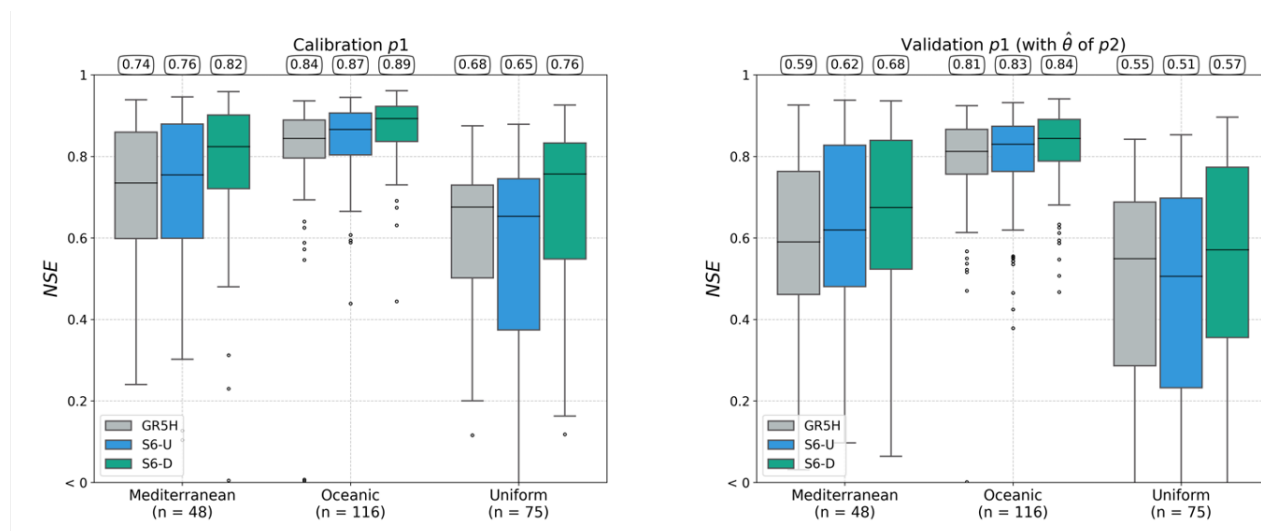 Calibration p1
0.74 0.76 0.82 0.84 0.87 0.89 0.68 0.65 0.76
1
0.8
0.6
NSE
0.4
0.2
< 0
GR5H
S6-U
S6-D
Mediterranean Oceanic Uniform
(n = 48) (n = 116) (n = 75)
Validation p1 (with θ̂ of p2)
0.59 0.62 0.68 0.81 0.83 0.84 0.55 0.51 0.57
1
0.8
0.6
NSE
0.4
0.2
< 0
GR5H
S6-U
S6-D
Mediterranean Oceanic Uniform
(n = 48) (n = 116) (n = 75)